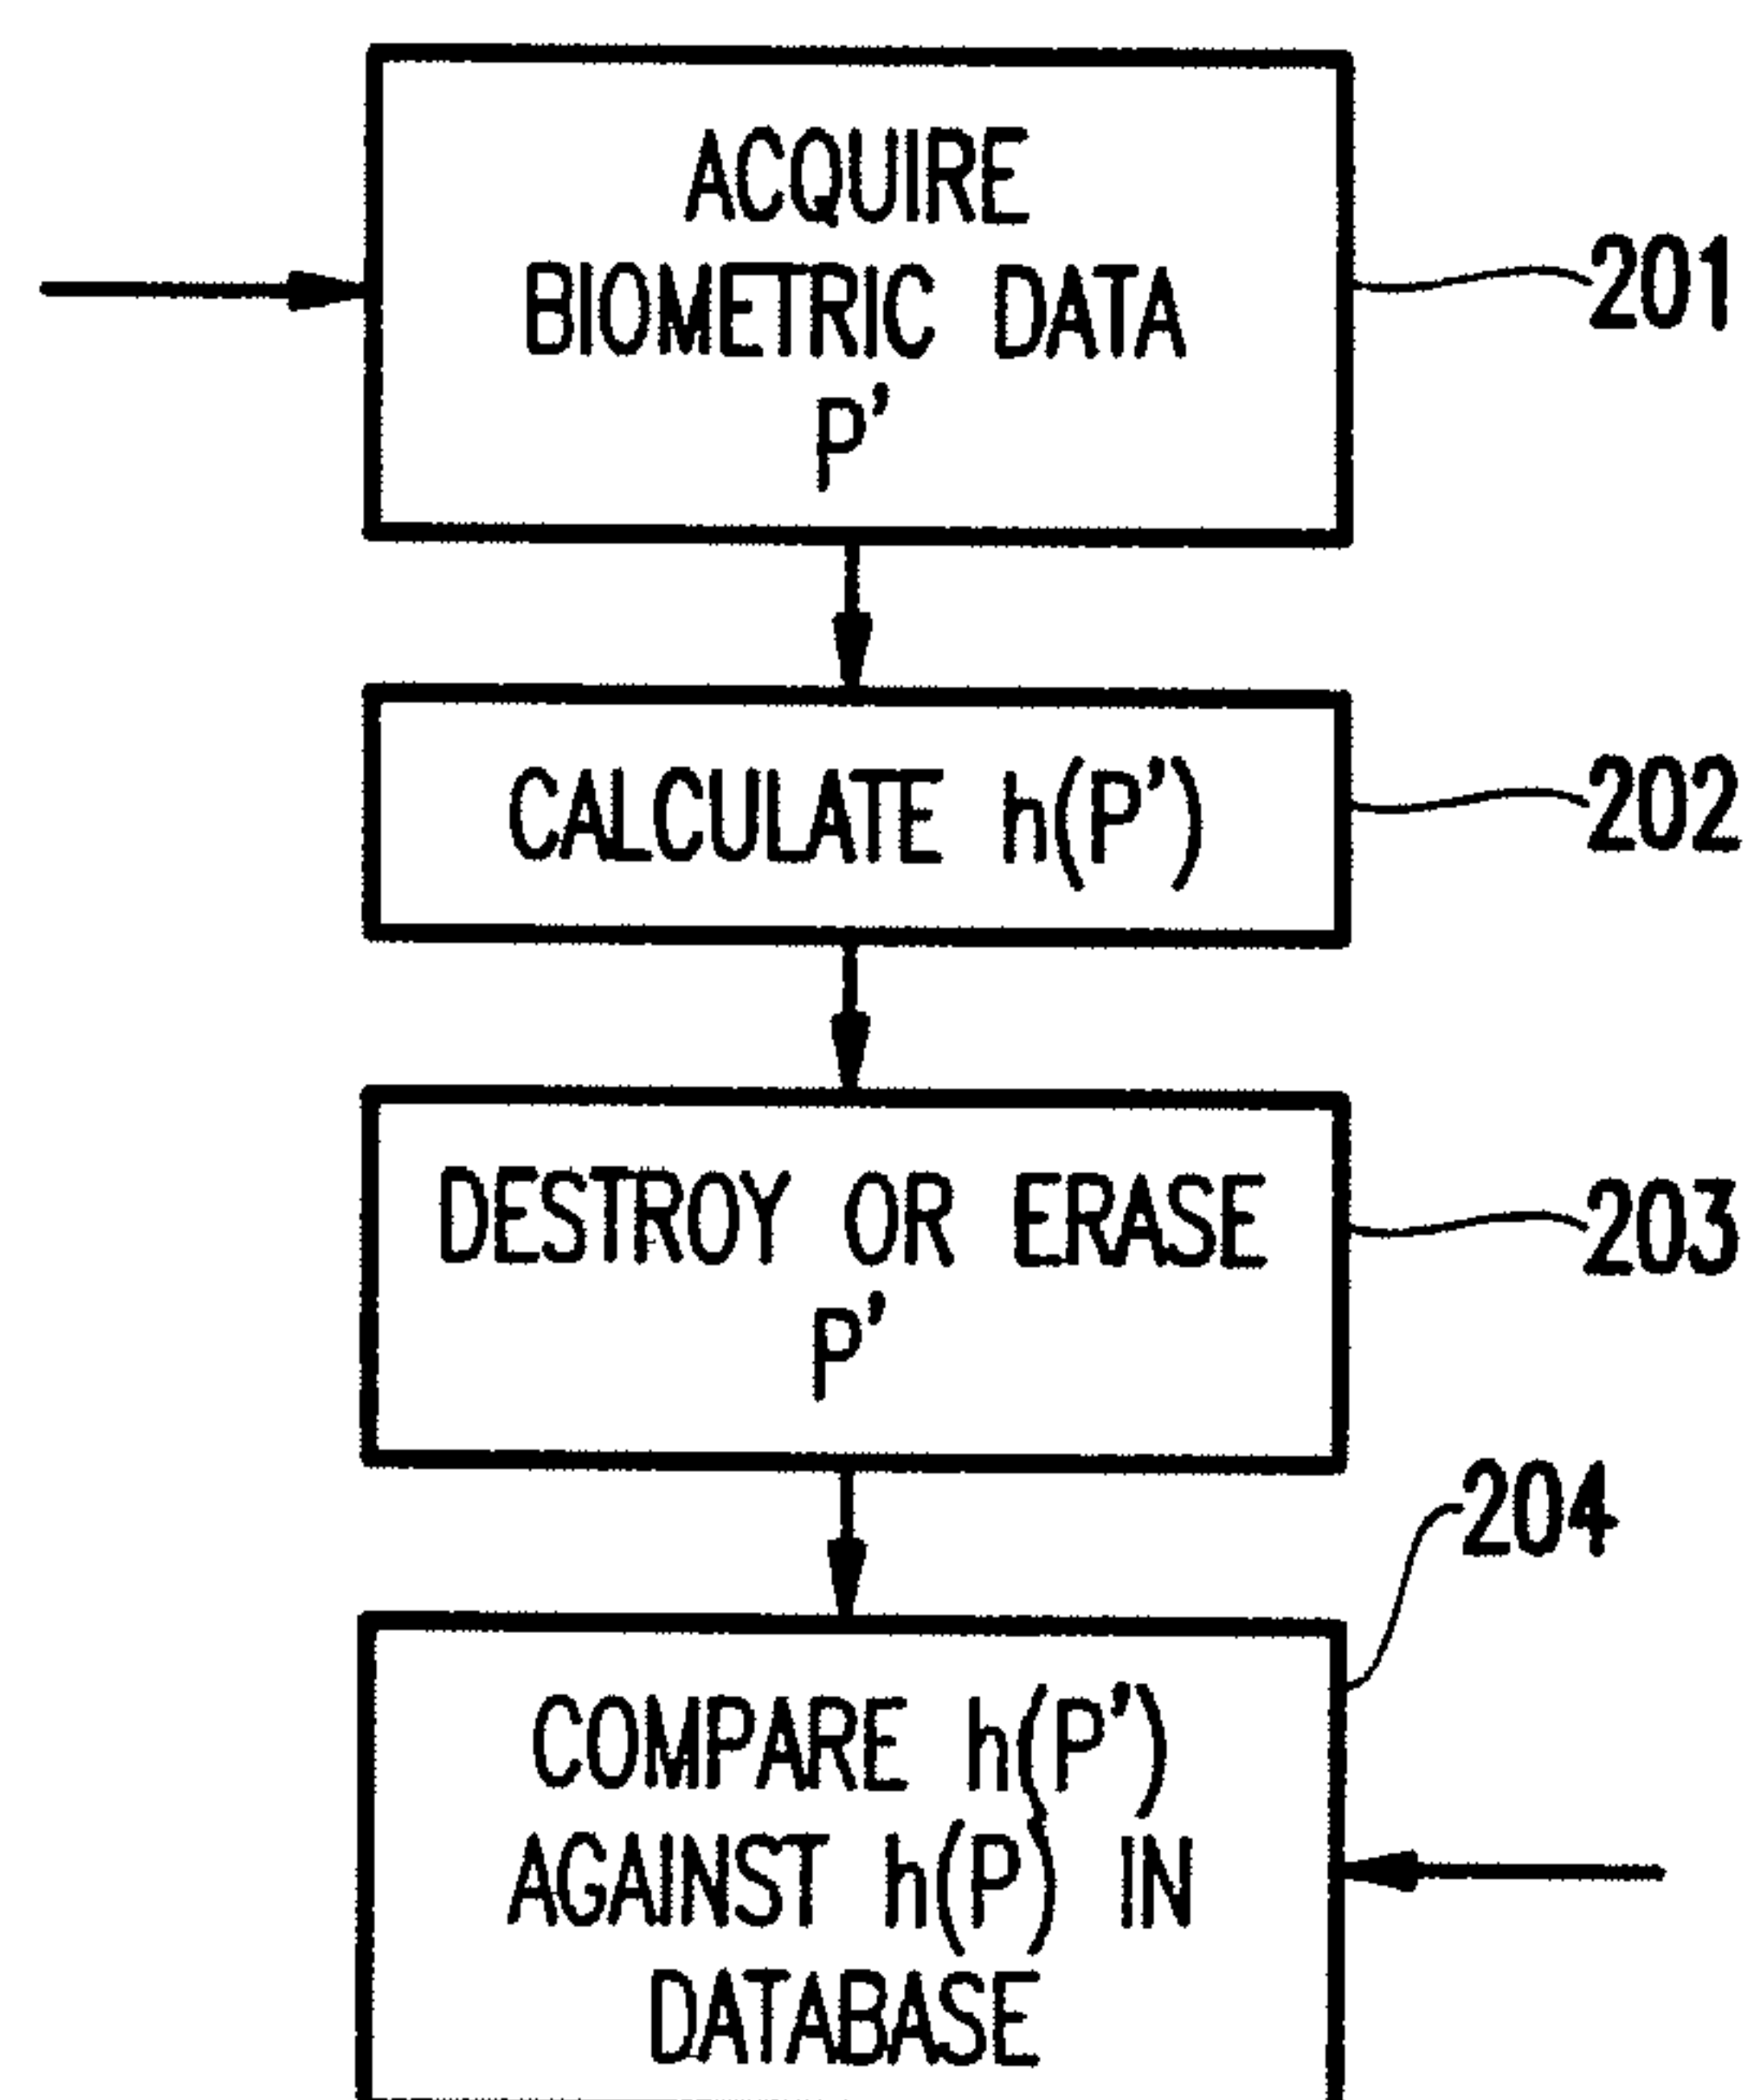 ACQUIRE
BIOMETRIC DATA
P'
201
CALCULATE h(P')
202
DESTROY OR ERASE
P'
203
204
COMPARE h(P')
AGAINST h(P) IN
DATABASE